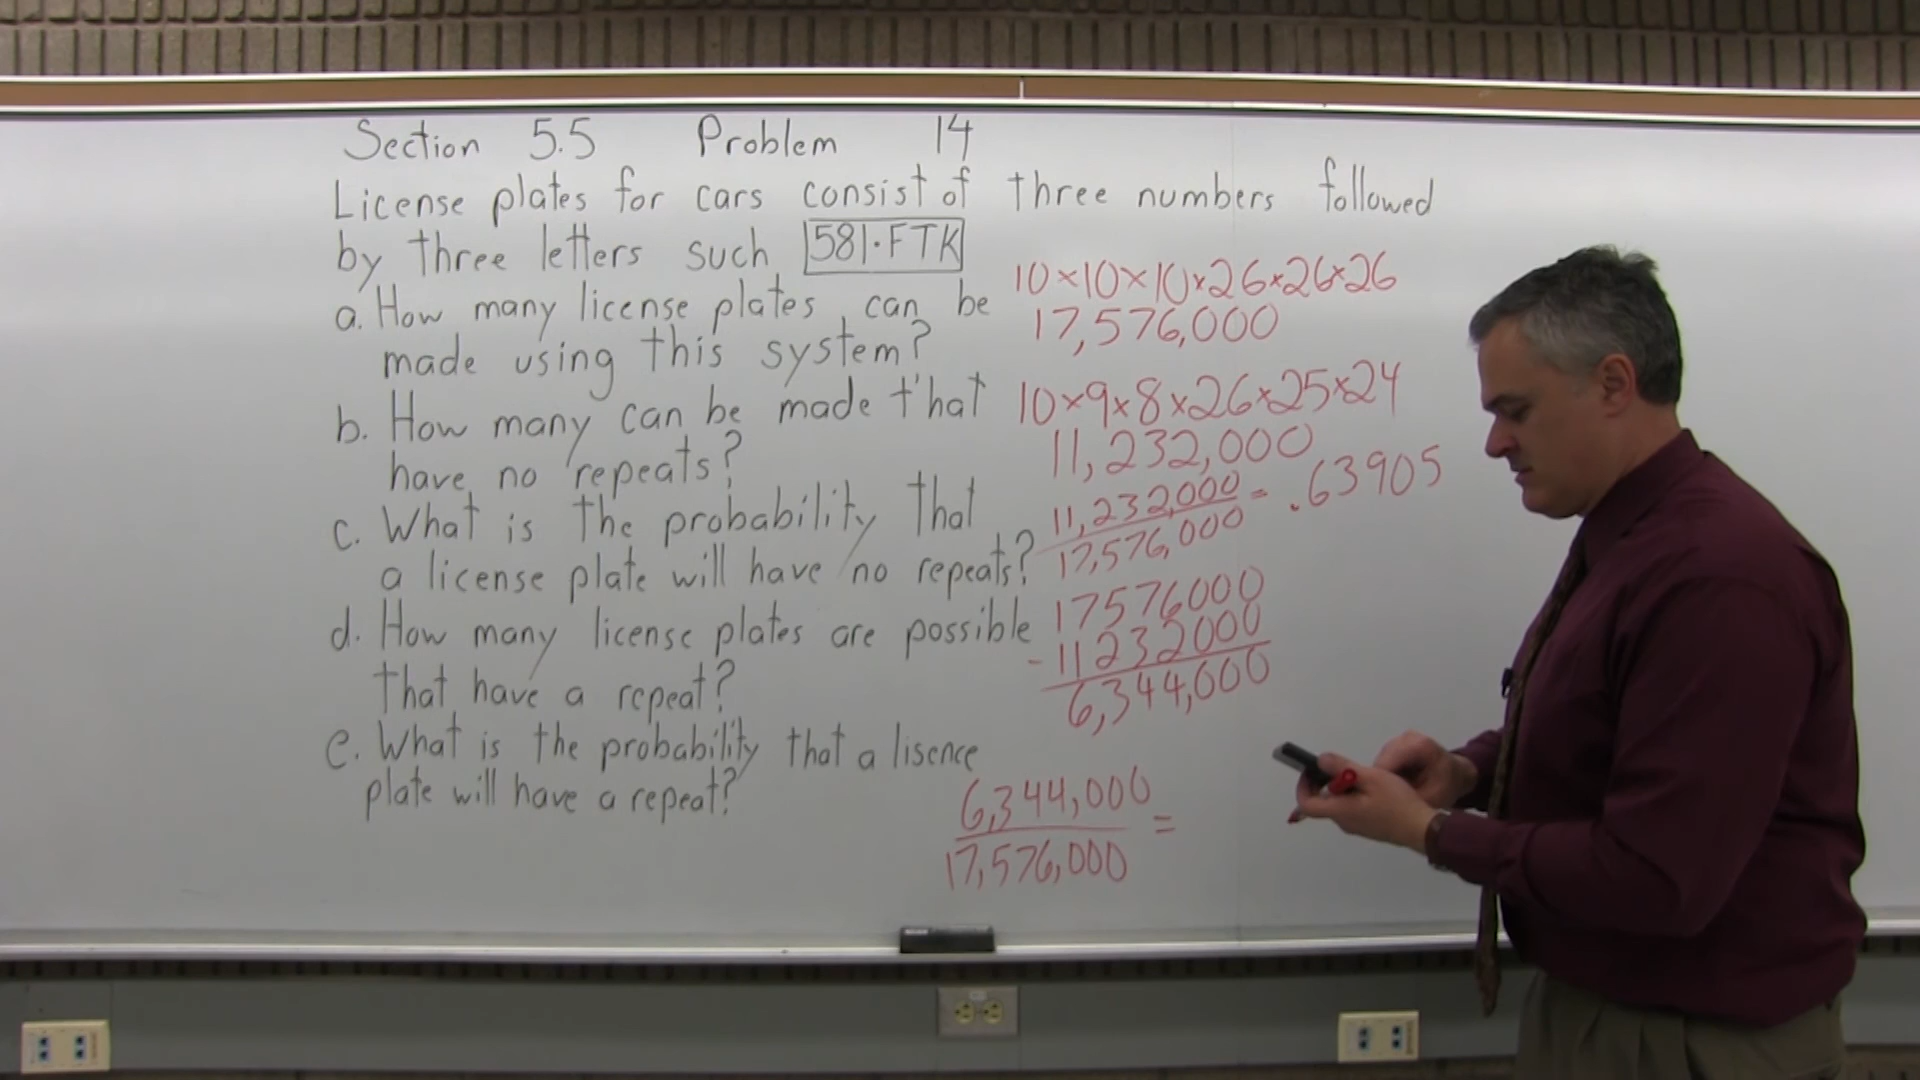 Section 5.5 Problem 14
License plates for cars consist of three numbers followed
by three letters such 581·FTK
10×10×10×26×26×26
a. How many license plates can be
17,576,000
made using this system?
b. How many can be made that
10×9×8×26×25×24
11,232,000
have no repeats?
c. What is the probability that
11,232,000 = .63905
17,576,000
a license plate will have no repeats?
17576000
d. How many license plates are possible
-11232000
6,344,000
that have a repeat?
e. What is the probability that a lisence
plate will have a repeat?
6,344,000 =
17,576,000